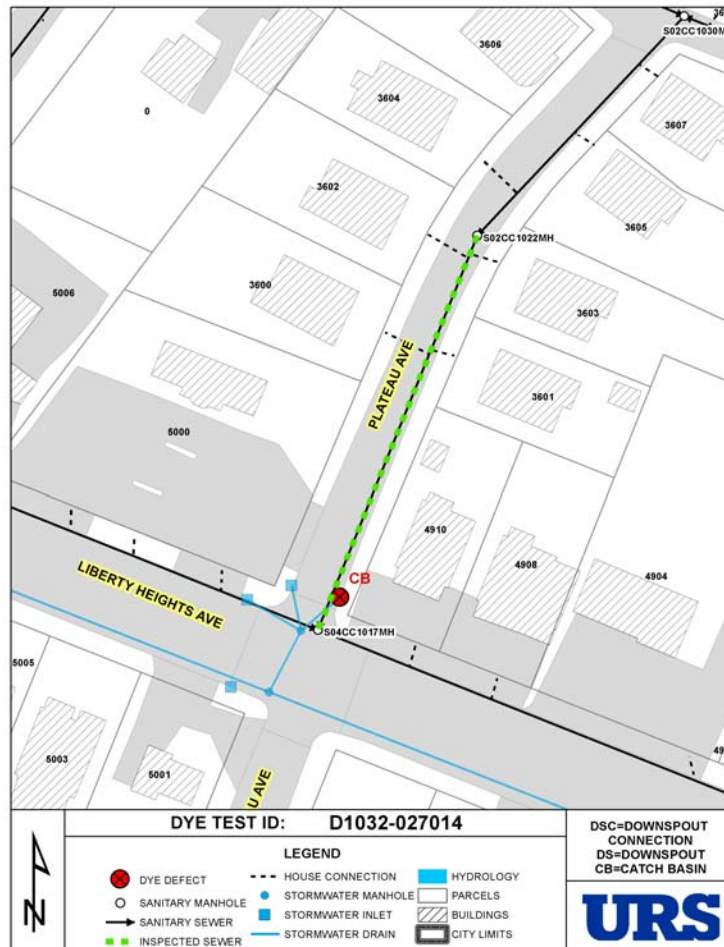 36
S02CC1030M
3606
3604
3607
0
3602
3605
S02CC1022MH
3600
5006
3603
PLATEAU AVE
3601
5000
4910
4908
4904
CB
LIBERTY HEIGHTS AVE
S04CC1017MH
5005
49
5003
5001
U AVE
DYE TEST ID: D1032-027014
DSC=DOWNSPOUT
CONNECTION
DS=DOWNSPOUT
CB=CATCH BASIN
N
LEGEND
DYE DEFECT
SANITARY MANHOLE
SANITARY SEWER
INSPECTED SEWER
HOUSE CONNECTION
STORMWATER MANHOLE
STORMWATER INLET
STORMWATER DRAIN
HYDROLOGY
PARCELS
BUILDINGS
CITY LIMITS
URS